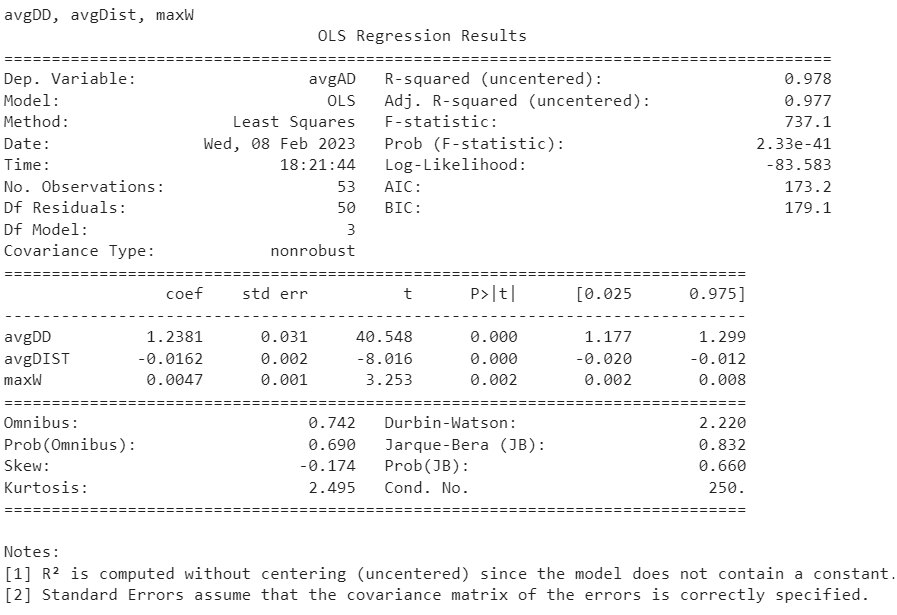 avgDD, avgDist, maxW
OLS Regression Results
==============================================================================
Dep. Variable: avgAD R-squared (uncentered): 0.978
Model: OLS Adj. R-squared (uncentered): 0.977
Method: Least Squares F-statistic: 737.1
Date: Wed, 08 Feb 2023 Prob (F-statistic): 2.33e-41
Time: 18:21:44 Log-Likelihood: -83.583
No. Observations: 53 AIC: 173.2
Df Residuals: 50 BIC: 179.1
Df Model: 3
Covariance Type: nonrobust
==============================================================================
coef std err t P>|t| [0.025 0.975]
------------------------------------------------------------------------------
avgDD 1.2381 0.031 40.548 0.000 1.177 1.299
avgDIST -0.0162 0.002 -8.016 0.000 -0.020 -0.012
maxW 0.0047 0.001 3.253 0.002 0.002 0.008
==============================================================================
Omnibus: 0.742 Durbin-Watson: 2.220
Prob(Omnibus): 0.690 Jarque-Bera (JB): 0.832
Skew: -0.174 Prob(JB): 0.660
Kurtosis: 2.495 Cond. No. 250.
==============================================================================
Notes:
[1] R² is computed without centering (uncentered) since the model does not contain a constant.
[2] Standard Errors assume that the covariance matrix of the errors is correctly specified.